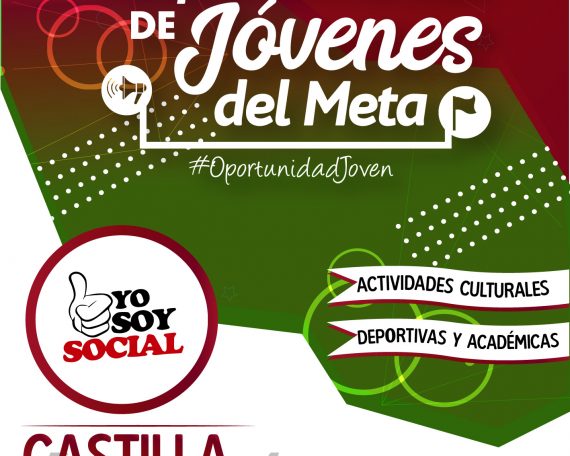 DE Jóvenes
del Meta
#OportunidadJoven
YO
SOY
SOCIAL
ACTIVIDADES CULTURALES
DEPORTIVAS Y ACADÉMICAS
CASTILLA